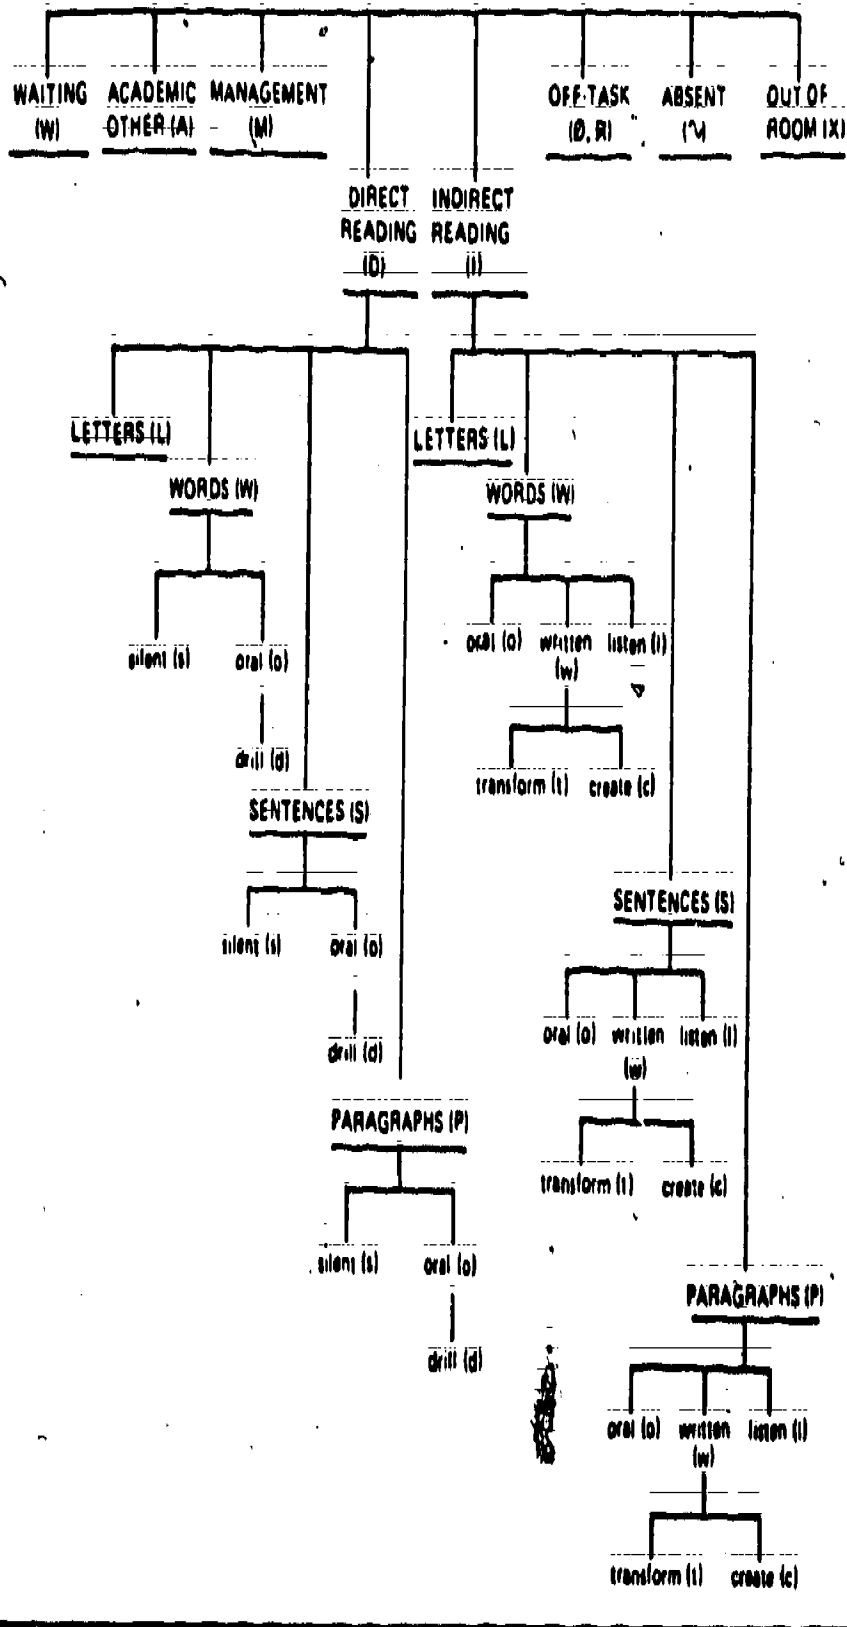 WAITING
(W)
ACADEMIC
OTHER (A)
MANAGEMENT
(M)
OFF-TASK
(Ø, R)
ABSENT
OUT OF
ROOM (X)
DIRECT
READING
(D)
INDIRECT
READING
(I)
LETTERS (L)
WORDS (W)
silent (s)
oral (o)
drill (d)
SENTENCES (S)
silent (s)
oral (o)
drill (d)
PARAGRAPHS (P)
silent (s)
oral (o)
drill (d)
LETTERS (L)
WORDS (W)
oral (o)
written
(w)
listen (l)
transform (t)
create (c)
SENTENCES (S)
oral (o)
written
(w)
listen (l)
transform (t)
create (c)
PARAGRAPHS (P)
oral (o)
written
(w)
listen (l)
transform (t)
create (c)